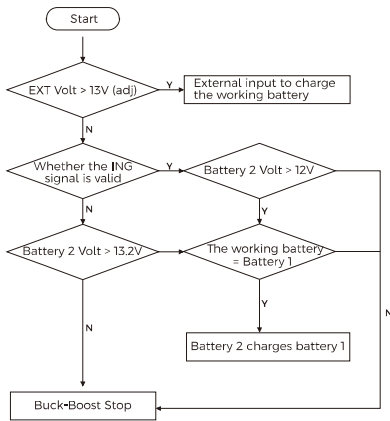 Start
EXT Volt > 13V (adj)
Y
External input to charge
the working battery
N
Whether the ING
signal is valid
Y
Battery 2 Volt > 12V
N
Y
Battery 2 Volt > 13.2V
The working battery
= Battery 1
N
Y
N
Battery 2 charges battery 1
Buck-Boost Stop